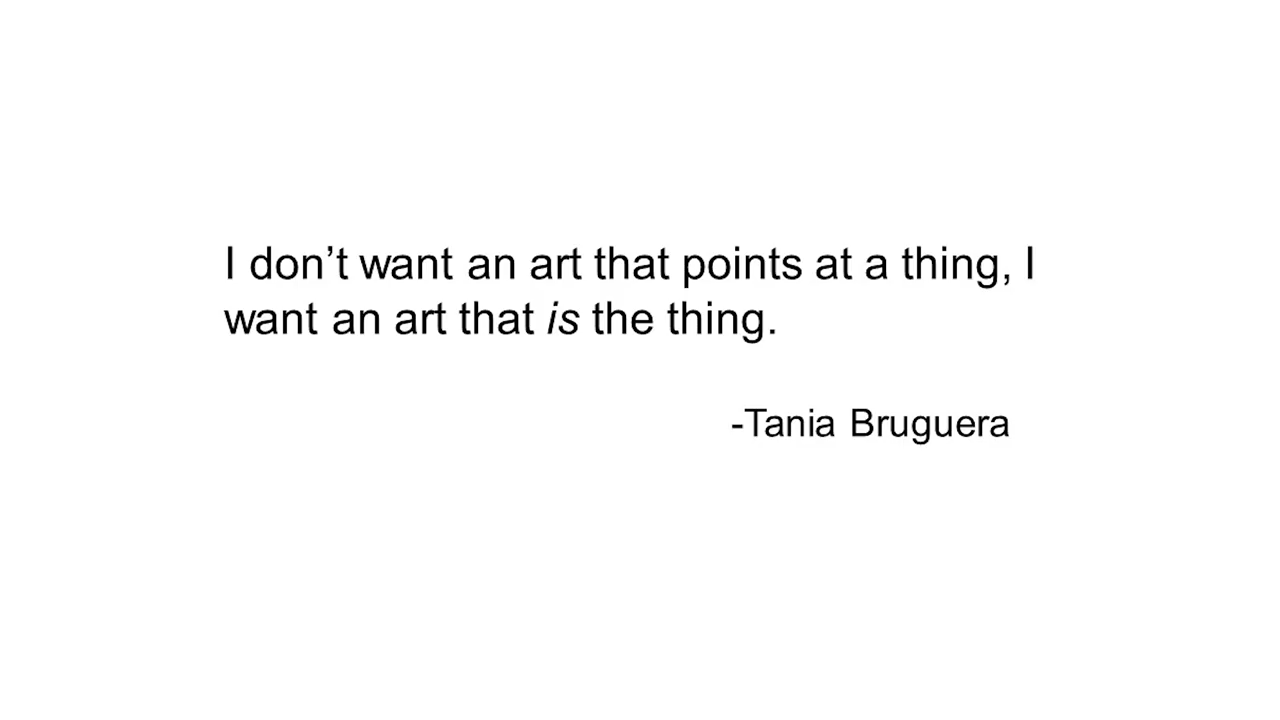 I don’t want an art that points at a thing, I
want an art that is the thing.
-Tania Bruguera